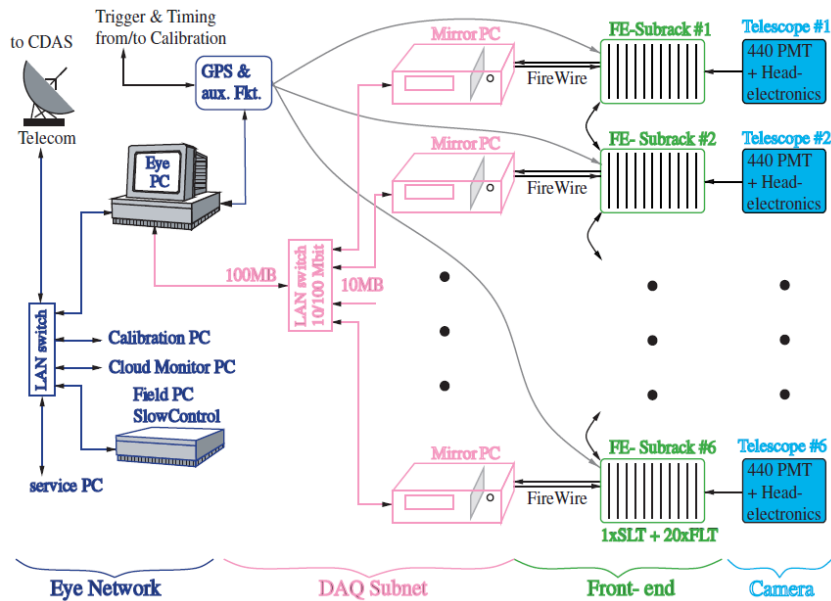 Trigger & Timing
from/to Calibration
to CDAS
Telecom
GPS &
aux. Fkt.
Eye
PC
LAN switch
Calibration PC
Cloud Monitor PC
Field PC
SlowControl
service PC
100MB
LAN switch
10/100 Mbit
10MB
Mirror PC
FireWire
FE-Subrack #1
Telescope #1
440 PMT
+ Head-
electronics
Mirror PC
FireWire
FE- Subrack #2
Telescope #2
440 PMT
+ Head-
electronics
Mirror PC
FireWire
FE- Subrack #6
1xSLT + 20xFLT
Telescope #6
440 PMT
+ Head-
electronics
Eye Network
DAQ Subnet
Front- end
Camera